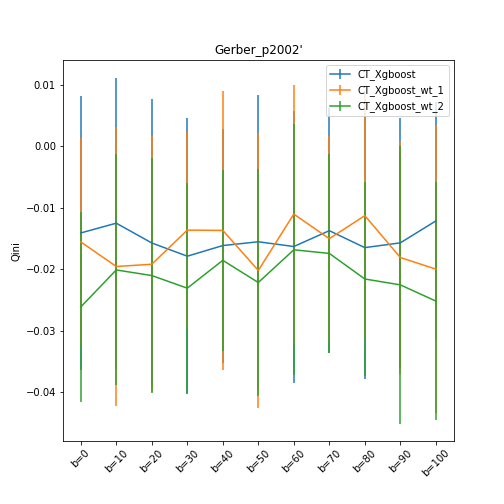 Gerber_p2002'
CT_Xgboost
CT_Xgboost_wt_1
CT_Xgboost_wt_2
0.01
0.00
−0.01
−0.02
−0.03
−0.04
Qini
b=0
b=10
b=20
b=30
b=40
b=50
b=60
b=70
b=80
b=90
b=100